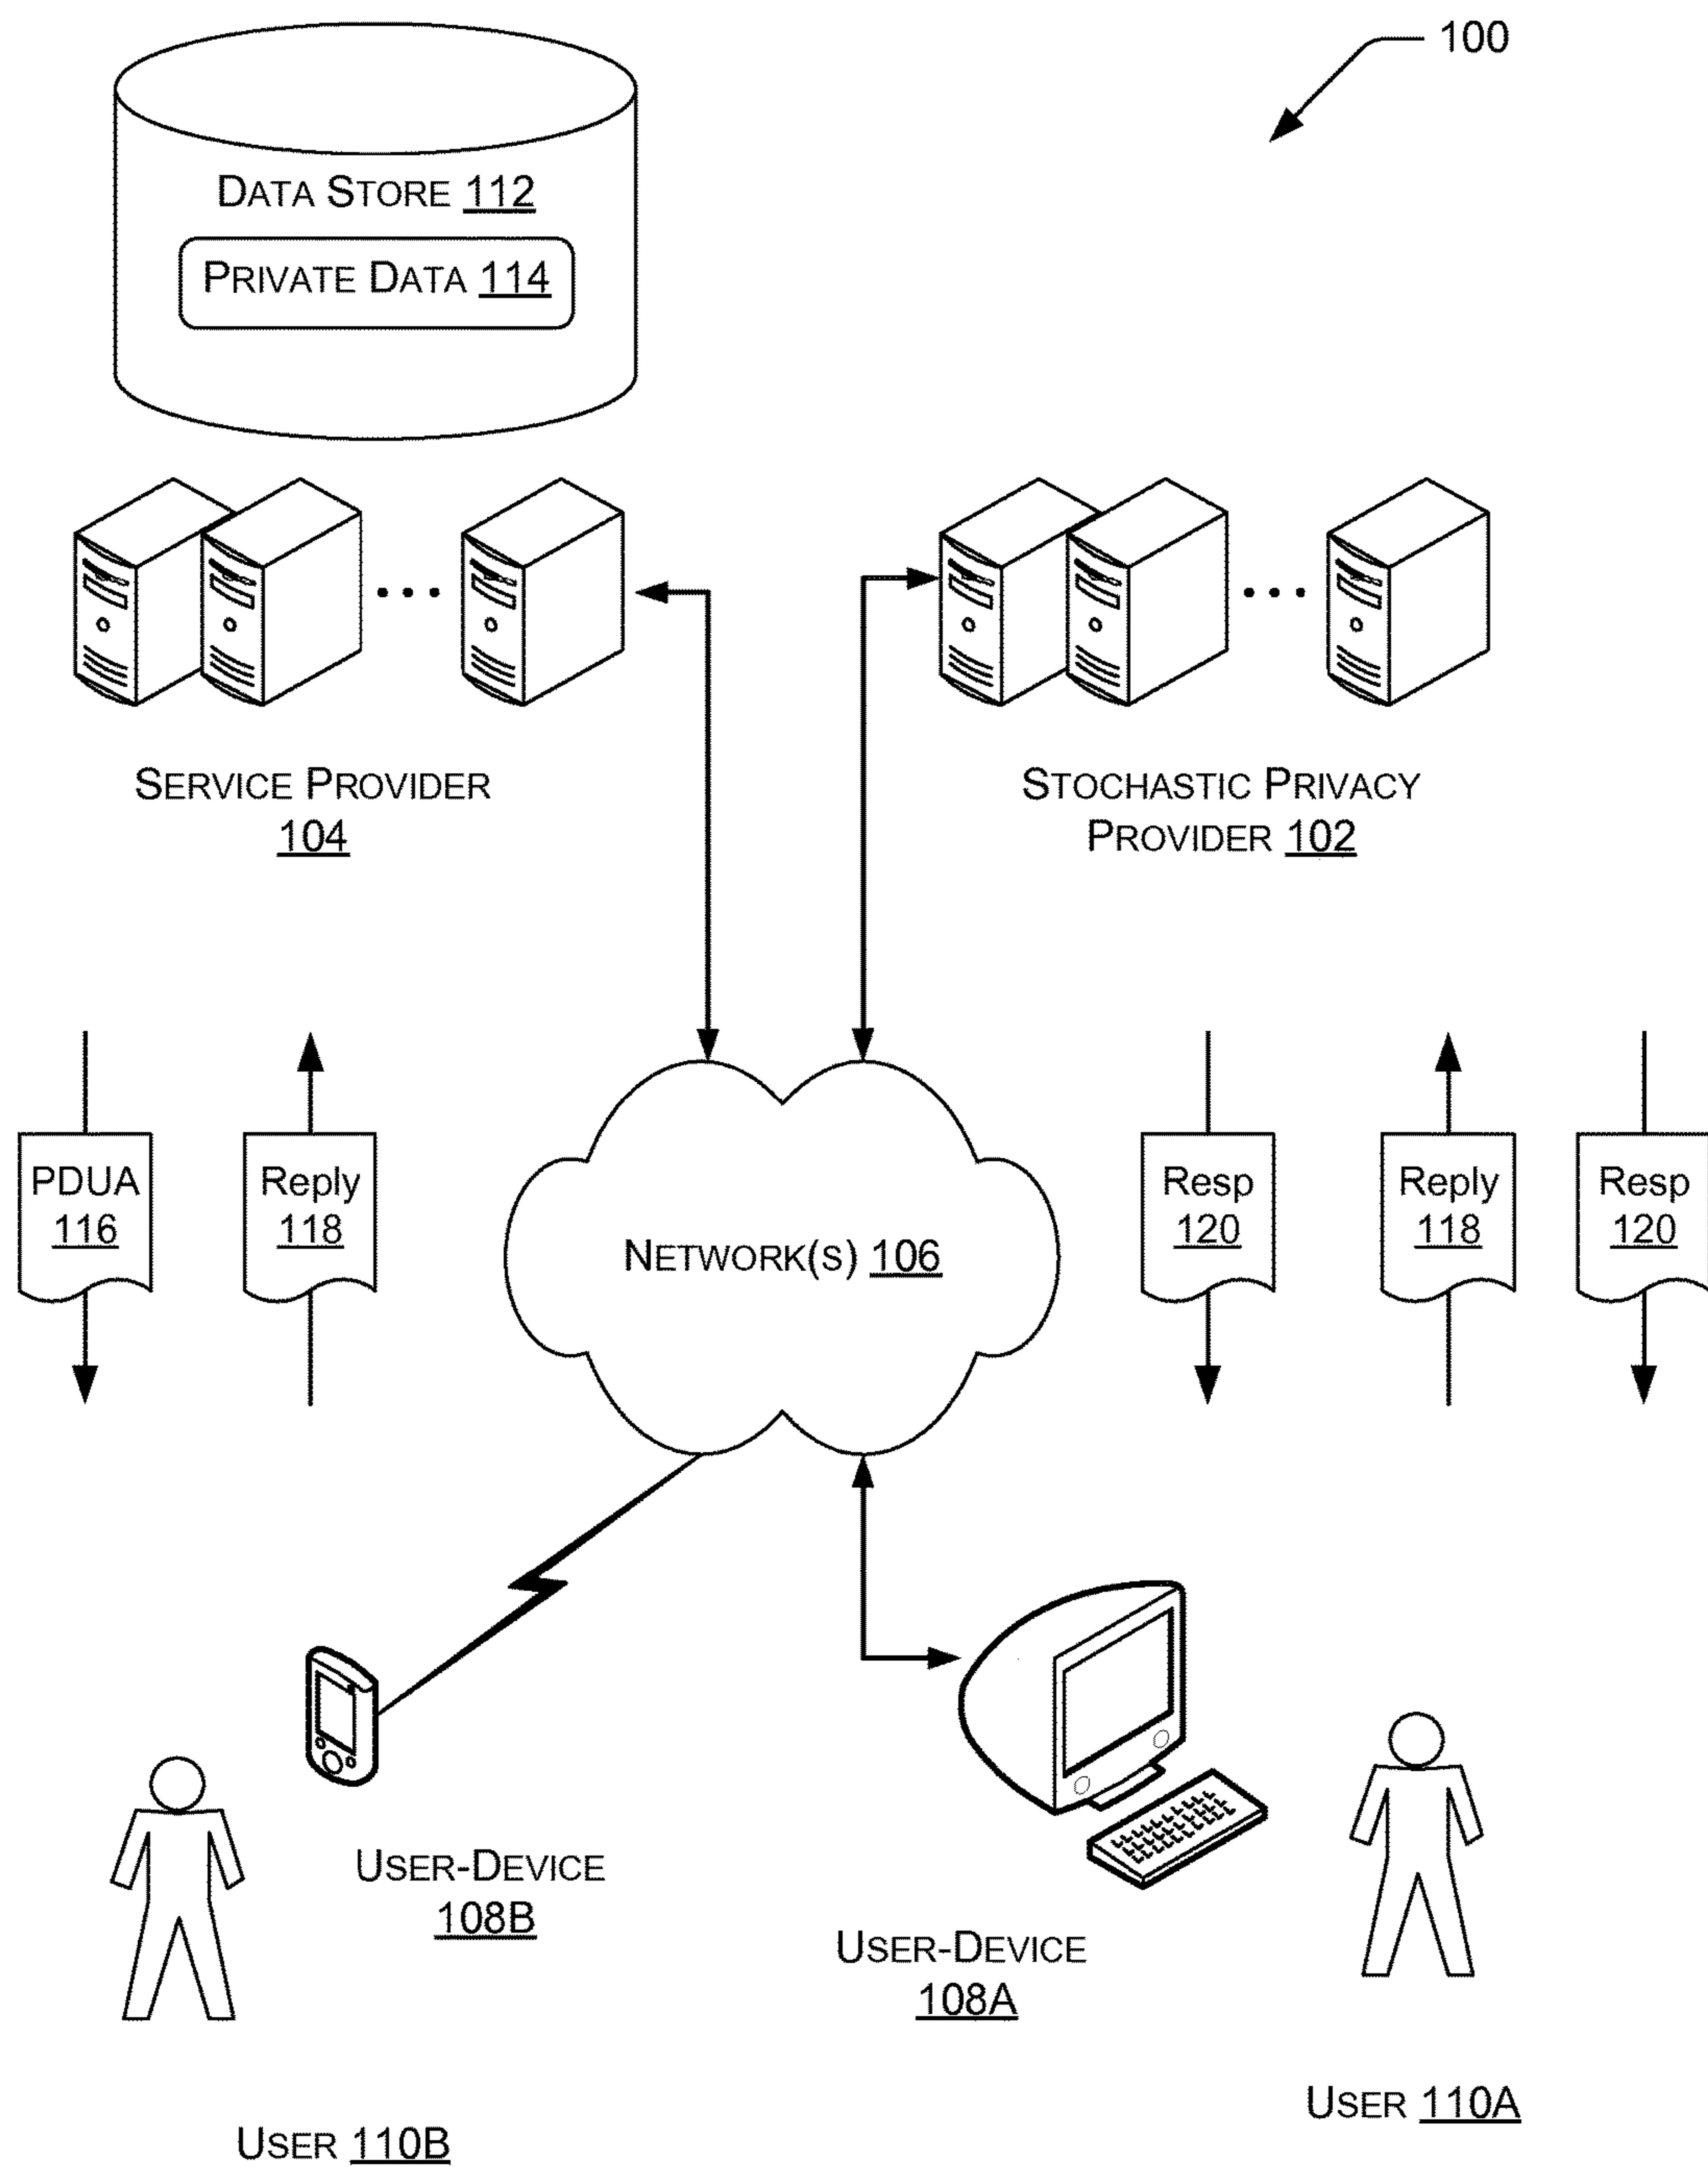 100
DATA STORE 112
PRIVATE DATA 114
SERVICE PROVIDER
104
STOCHASTIC PRIVACY
PROVIDER 102
PDUA
116
Reply
118
NETWORK(S) 106
Resp
120
Reply
118
Resp
120
USER-DEVICE
108B
USER-DEVICE
108A
USER 110A
USER 110B